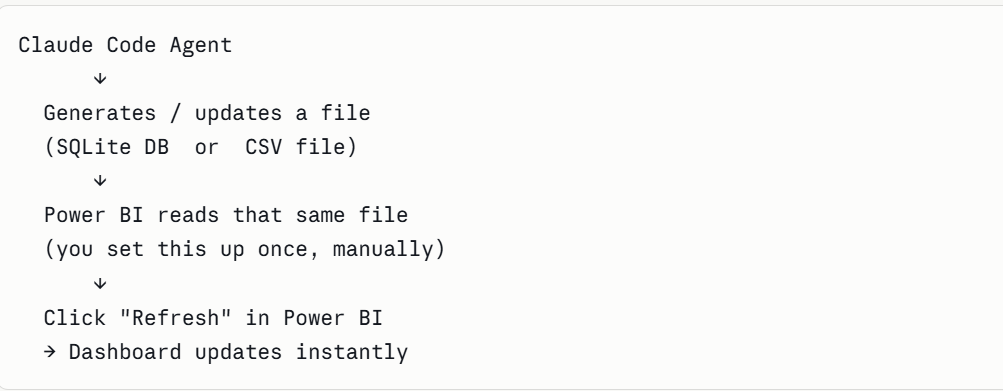 Claude Code Agent
↓
Generates / updates a file
(SQLite DB  or  CSV file)
↓
Power BI reads that same file
(you set this up once, manually)
↓
Click "Refresh" in Power BI
→ Dashboard updates instantly